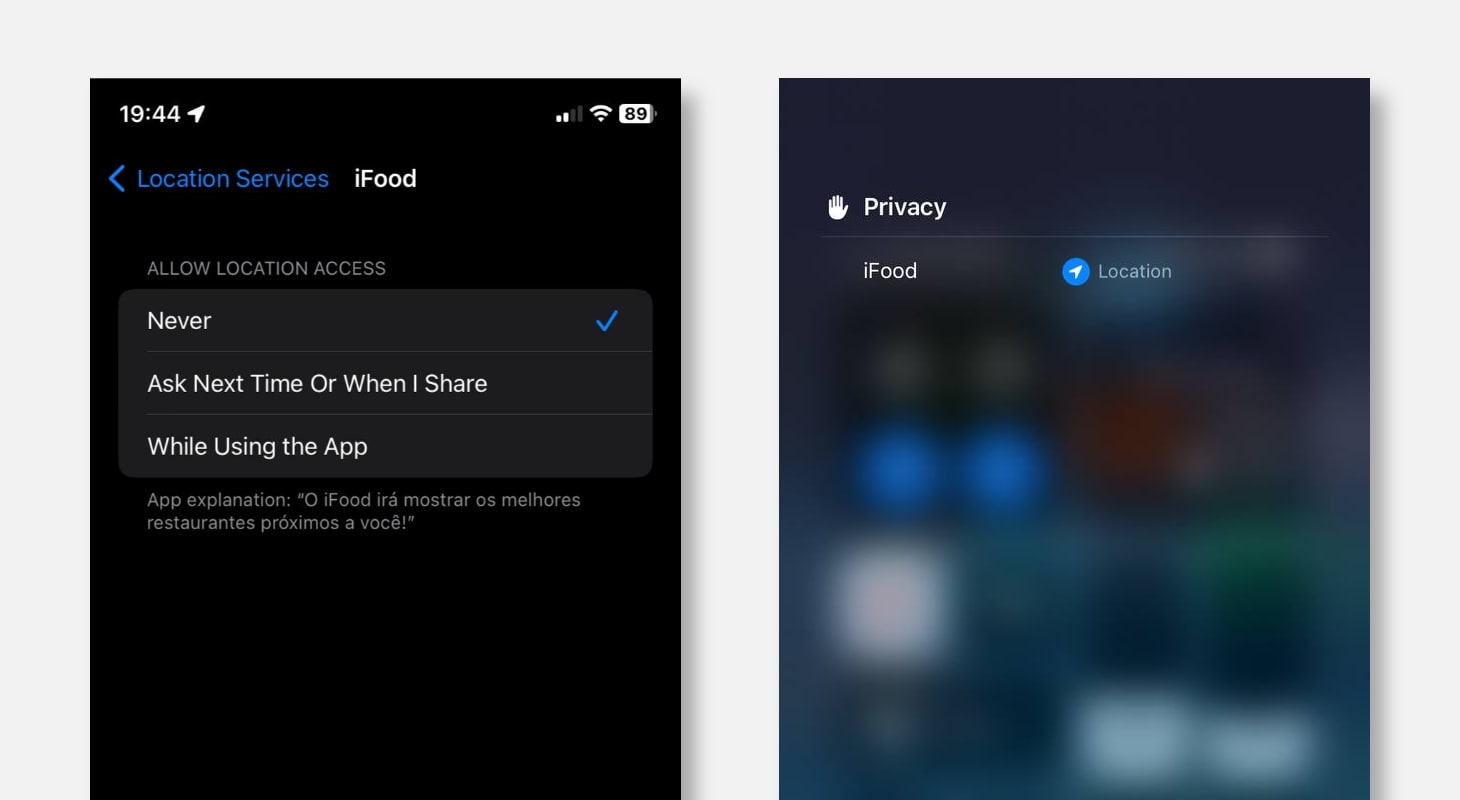 19:44
89
Location Services iFood
ALLOW LOCATION ACCESS
Never
Ask Next Time Or When I Share
While Using the App
App explanation: “O iFood irá mostrar os melhores
restaurantes próximos a você!”
Privacy
iFood Location